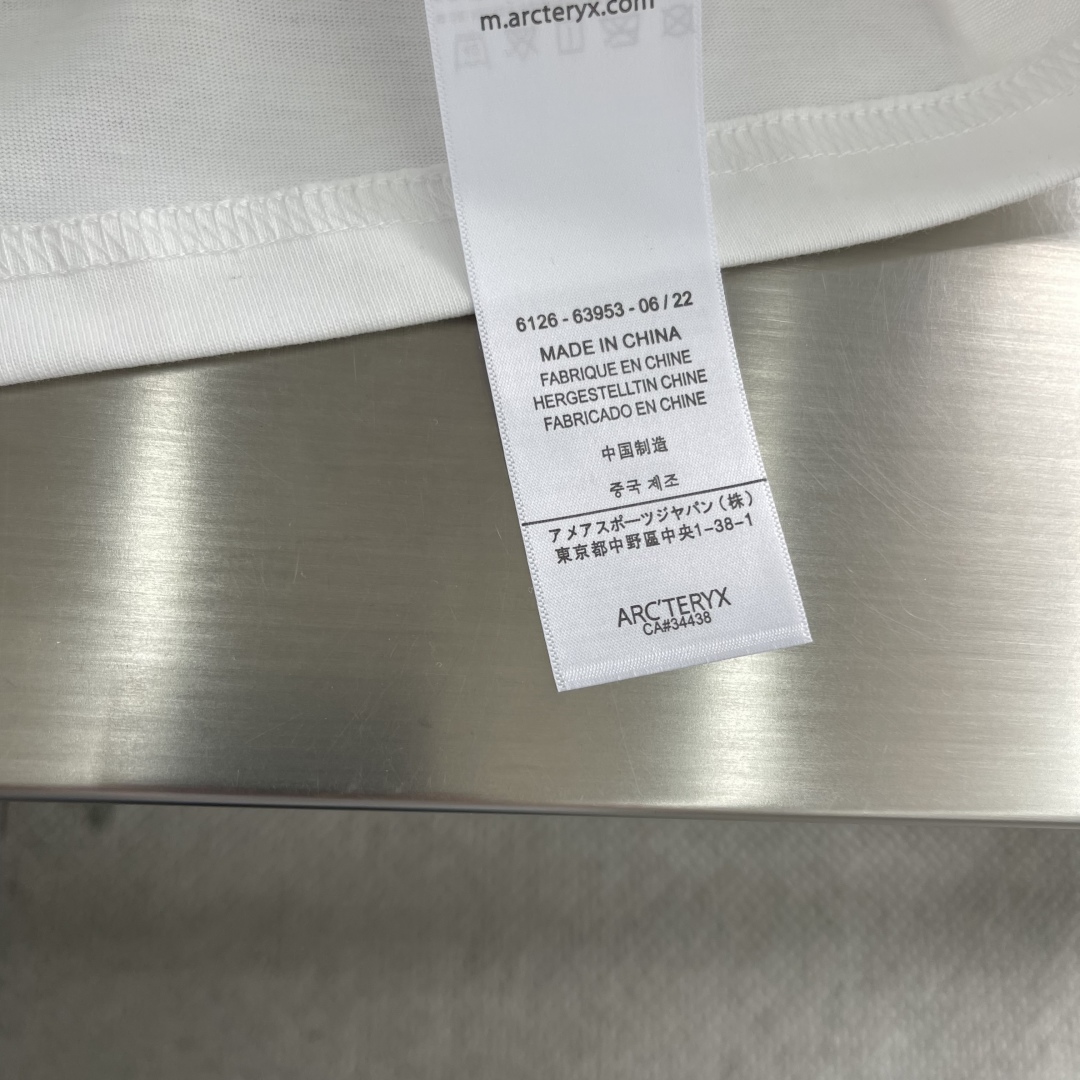 m.arcteryx.com
6126 - 63953 - 06 / 22
MADE IN CHINA
FABRIQUE EN CHINE
HERGESTELLTIN CHINE
FABRICADO EN CHINE
中国制造
중국 제조
アメアスポーツジヤパン（株）
東京都中野區中央1-38-1
ARC'TERYX
CA#34438